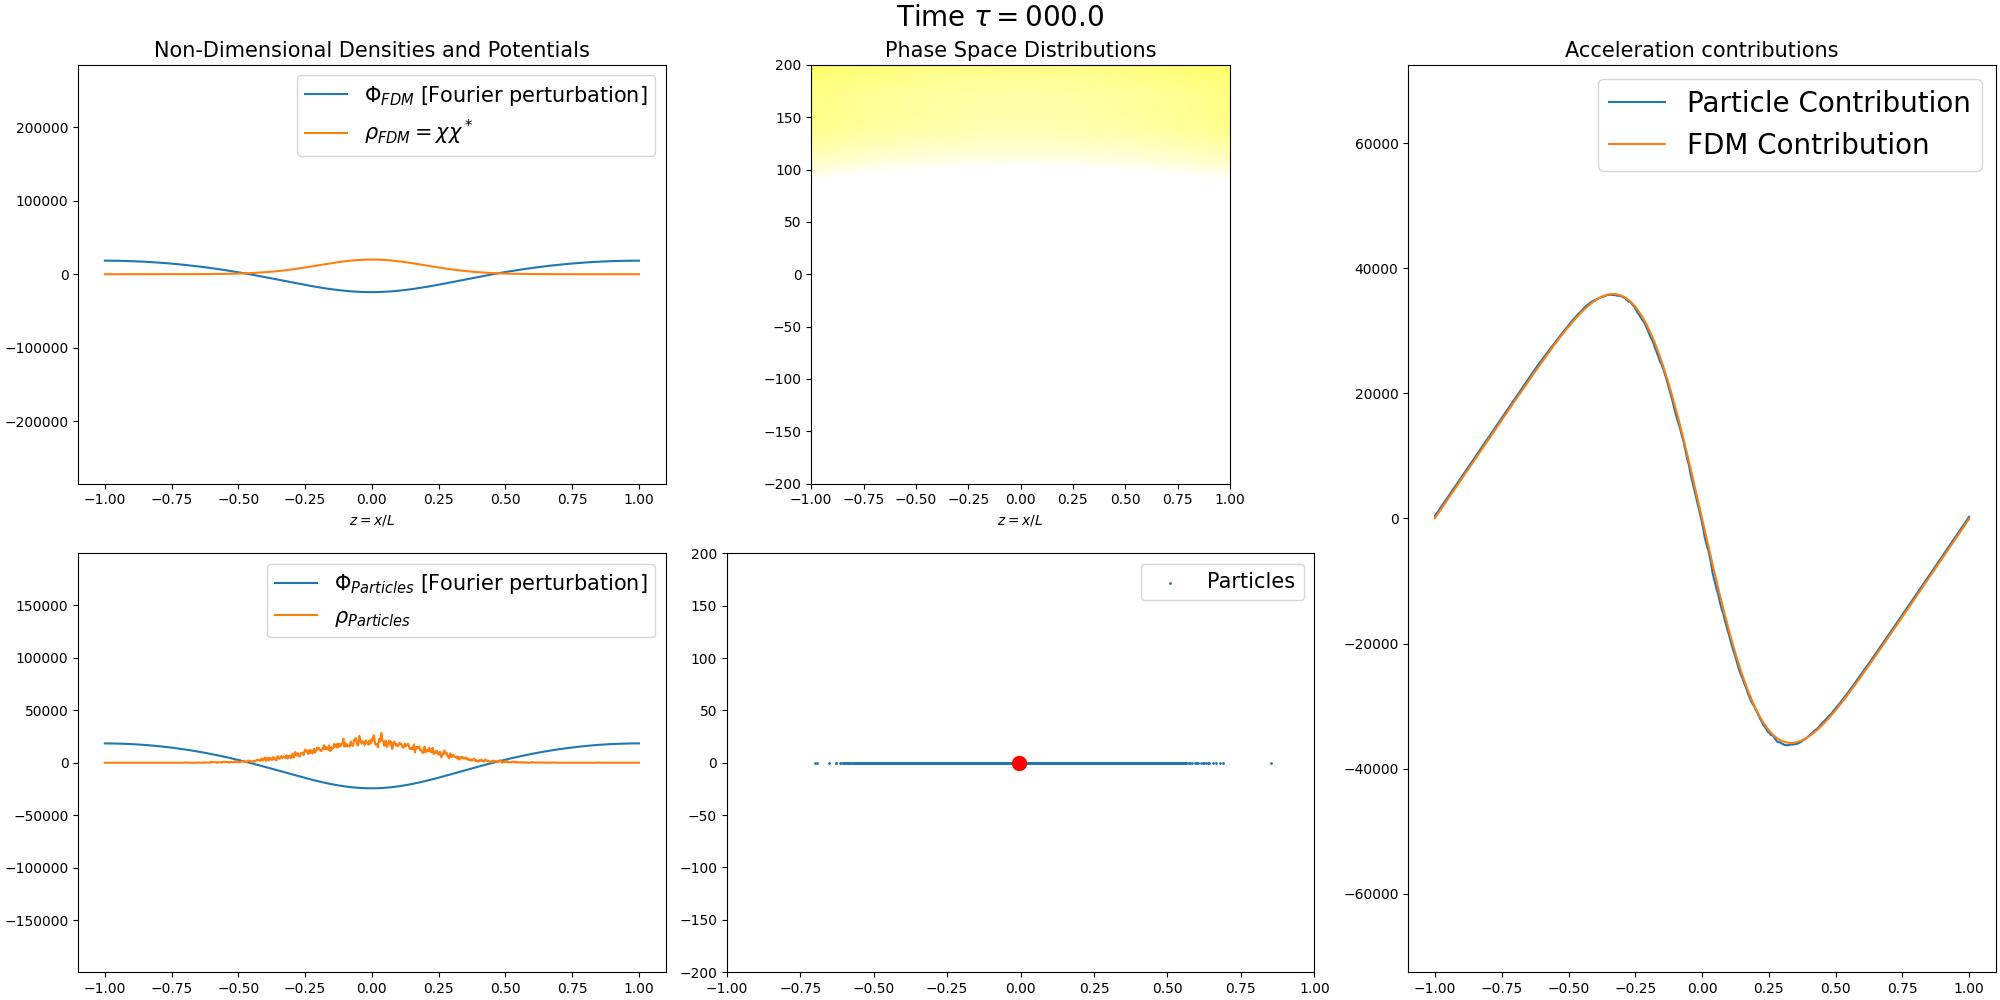 Time τ = 000.0
Non-Dimensional Densities and Potentials
Φ_FDM [Fourier perturbation]
ρ_FDM = χχ*
200000
100000
0
−100000
−200000
−1.00 −0.75 −0.50 −0.25 0.00 0.25 0.50 0.75 1.00
z = x/L
Phase Space Distributions
200
150
100
50
0
−50
−100
−150
−200
−1.00 −0.75 −0.50 −0.25 0.00 0.25 0.50 0.75 1.00
z = x/L
Acceleration contributions
Particle Contribution
FDM Contribution
60000
40000
20000
0
−20000
−40000
−60000
−1.00 −0.75 −0.50 −0.25 0.00 0.25 0.50 0.75 1.00
Φ_Particles [Fourier perturbation]
ρ_Particles
150000
100000
50000
0
−50000
−100000
−150000
−1.00 −0.75 −0.50 −0.25 0.00 0.25 0.50 0.75 1.00
Particles
200
150
100
50
0
−50
−100
−150
−200
−1.00 −0.75 −0.50 −0.25 0.00 0.25 0.50 0.75 1.00